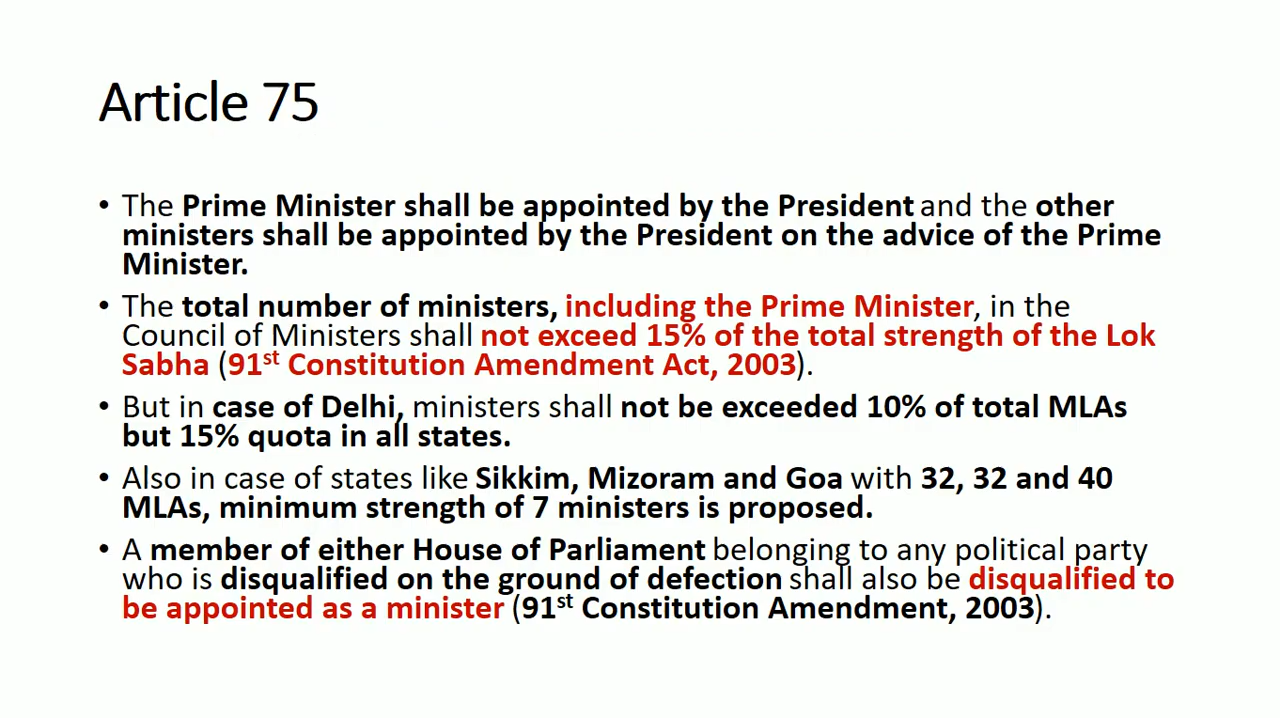 Article 75
• The Prime Minister shall be appointed by the President and the other
ministers shall be appointed by the President on the advice of the Prime
Minister.
• The total number of ministers, including the Prime Minister, in the
Council of Ministers shall not exceed 15% of the total strength of the Lok
Sabha (91st Constitution Amendment Act, 2003).
• But in case of Delhi, ministers shall not be exceeded 10% of total MLAs
but 15% quota in all states.
• Also in case of states like Sikkim, Mizoram and Goa with 32, 32 and 40
MLAs, minimum strength of 7 ministers is proposed.
• A member of either House of Parliament belonging to any political party
who is disqualified on the ground of defection shall also be disqualified to
be appointed as a minister (91st Constitution Amendment, 2003).